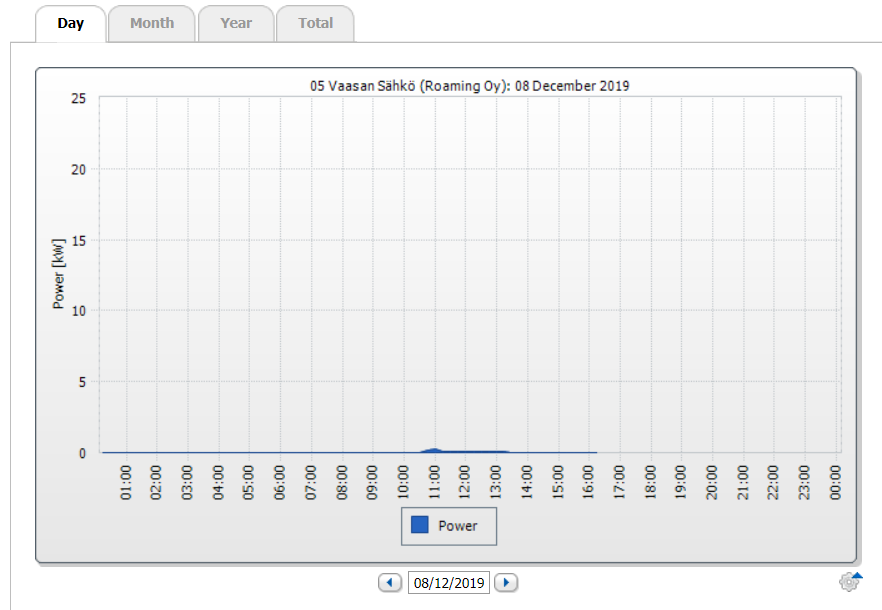 Day Month Year Total
05 Vaasan Sähkö (Roaming Oy): 08 December 2019
Power [kW]
25
20
15
10
5
0
01:00 02:00 03:00 04:00 05:00 06:00 07:00 08:00 09:00 10:00 11:00 12:00 13:00 14:00 15:00 16:00 17:00 18:00 19:00 20:00 21:00 22:00 23:00 00:00
Power
08/12/2019